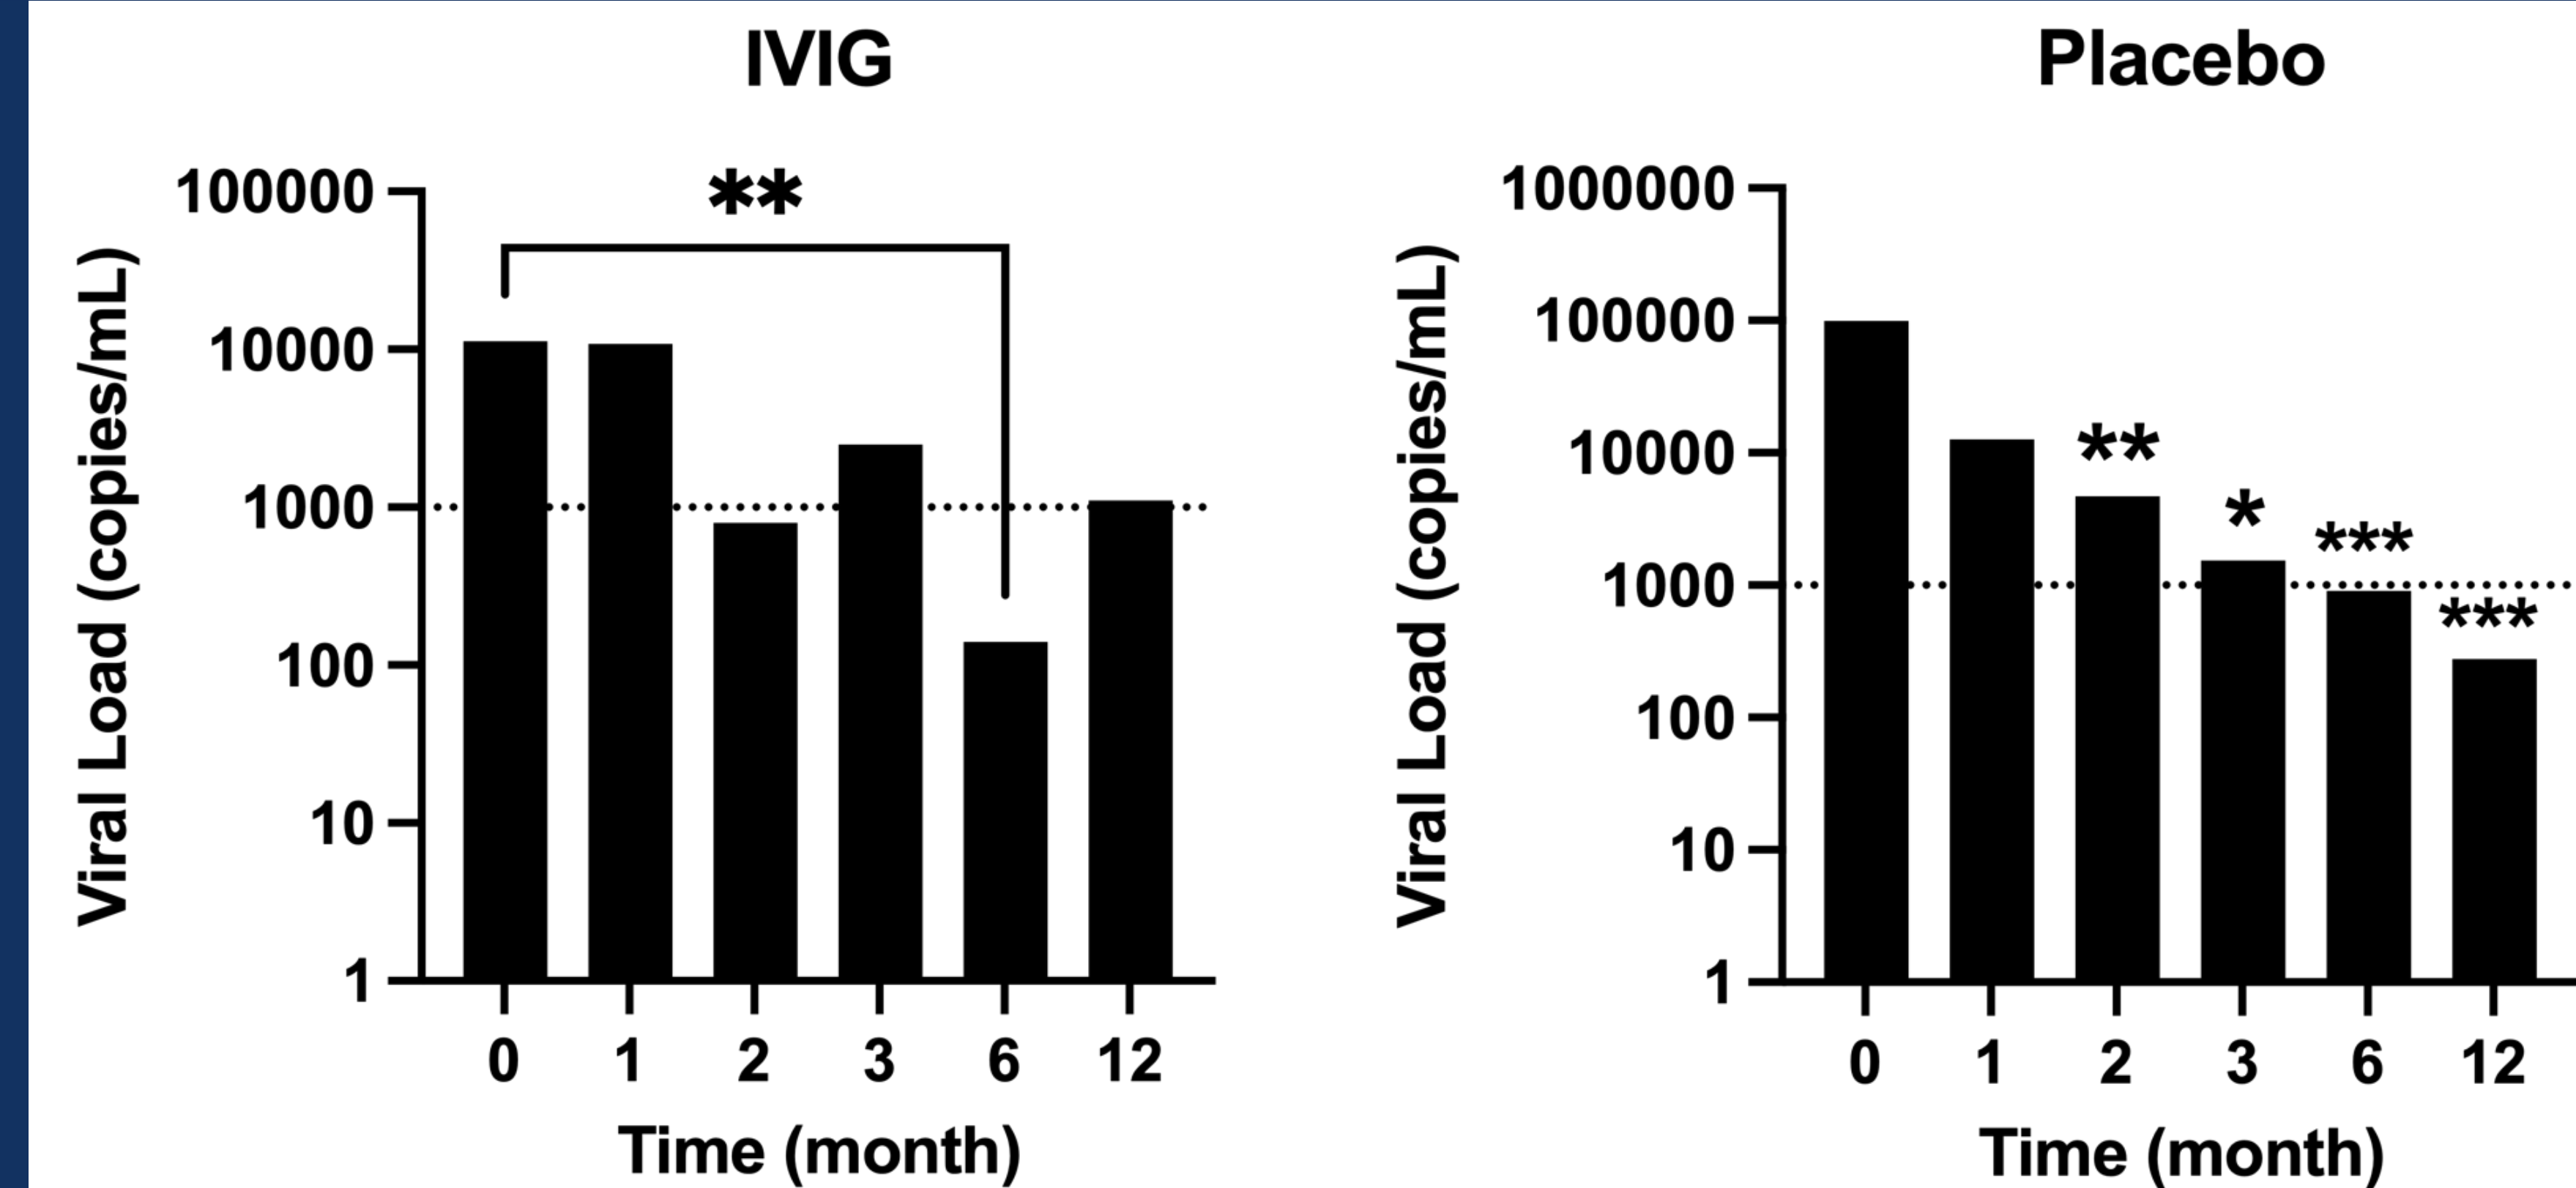 IVIG
Viral Load (copies/mL)
100000
10000
1000
100
10
1
**
0 1 2 3 6 12
Time (month)
Placebo
Viral Load (copies/mL)
1000000
100000
10000
1000
100
10
1
**
*
***
***
0 1 2 3 6 12
Time (month)